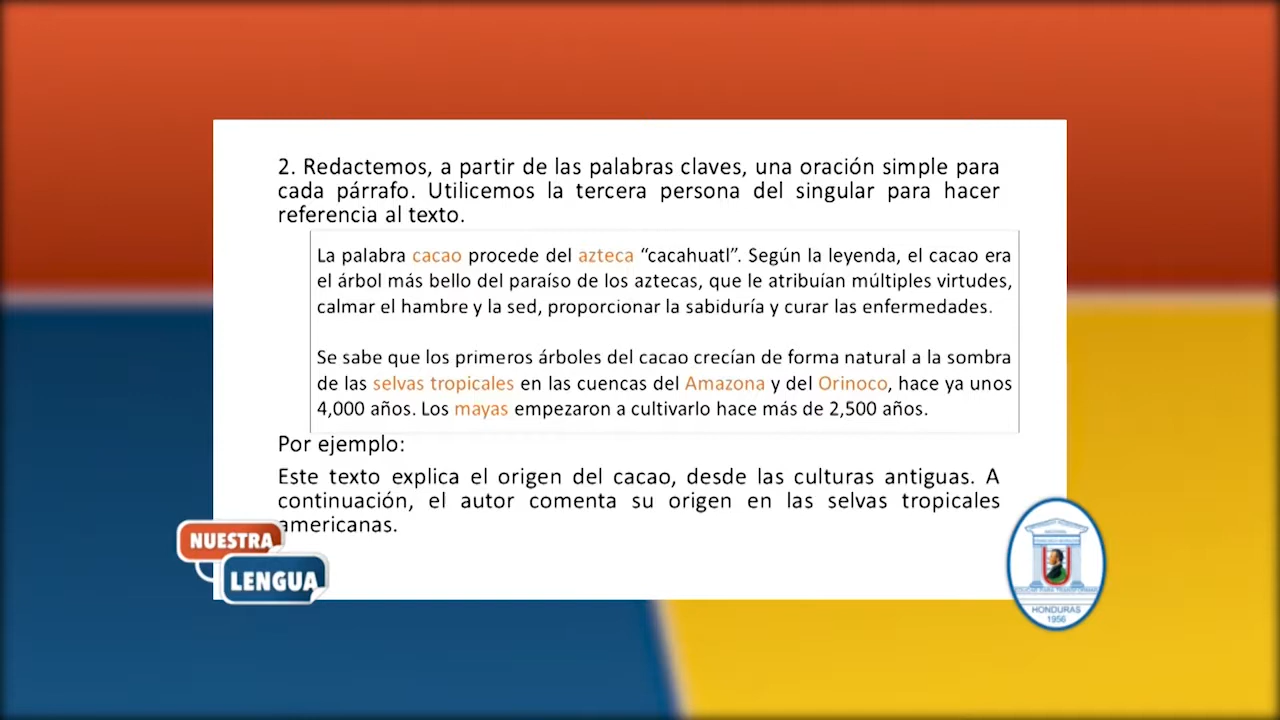 2. Redactemos, a partir de las palabras claves, una oración simple para
cada párrafo. Utilicemos la tercera persona del singular para hacer
referencia al texto.
La palabra cacao procede del azteca “cacahuatl”. Según la leyenda, el cacao era
el árbol más bello del paraíso de los aztecas, que le atribuían múltiples virtudes,
calmar el hambre y la sed, proporcionar la sabiduría y curar las enfermedades.
Se sabe que los primeros árboles del cacao crecían de forma natural a la sombra
de las selvas tropicales en las cuencas del Amazona y del Orinoco, hace ya unos
4,000 años. Los mayas empezaron a cultivarlo hace más de 2,500 años.
Por ejemplo:
Este texto explica el origen del cacao, desde las culturas antiguas. A
continuación, el autor comenta su origen en las selvas tropicales
americanas.
NUESTRA
LENGUA
HONDURAS
1956